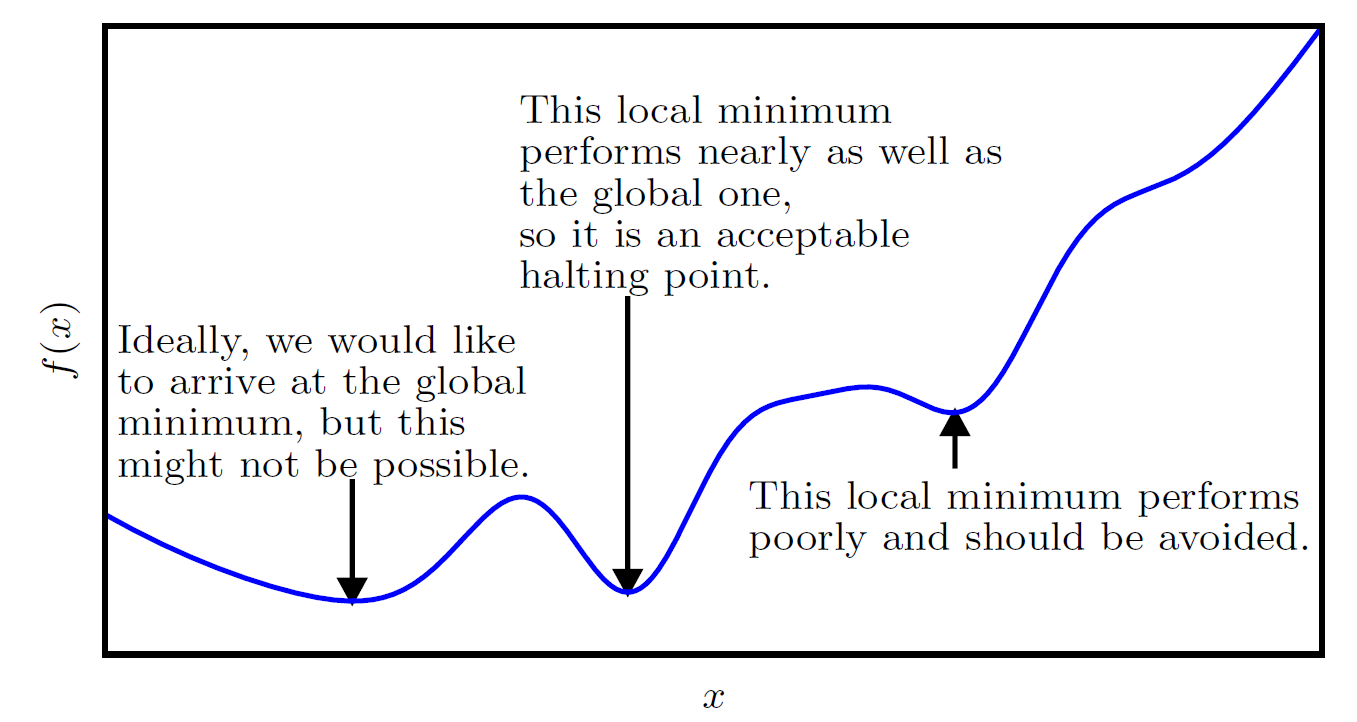 This local minimum
performs nearly as well as
the global one,
so it is an acceptable
halting point.
Ideally, we would like
to arrive at the global
minimum, but this
might not be possible.
This local minimum performs
poorly and should be avoided.
f(x)
x